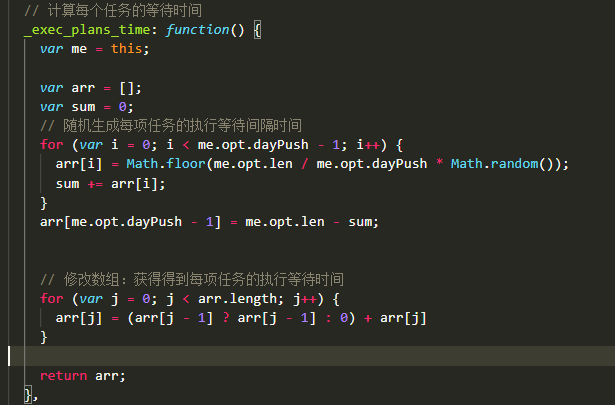 // 计算每个任务的等待时间
_exec_plans_time: function() {
var me = this;
var arr = [];
var sum = 0;
// 随机生成每项任务的执行等待间隔时间
for (var i = 0; i < me.opt.dayPush - 1; i++) {
arr[i] = Math.floor(me.opt.len / me.opt.dayPush * Math.random());
sum += arr[i];
}
arr[me.opt.dayPush - 1] = me.opt.len - sum;
// 修改数组：获得得到每项任务的执行等待时间
for (var j = 0; j < arr.length; j++) {
arr[j] = (arr[j - 1] ? arr[j - 1] : 0) + arr[j]
}
return arr;
},